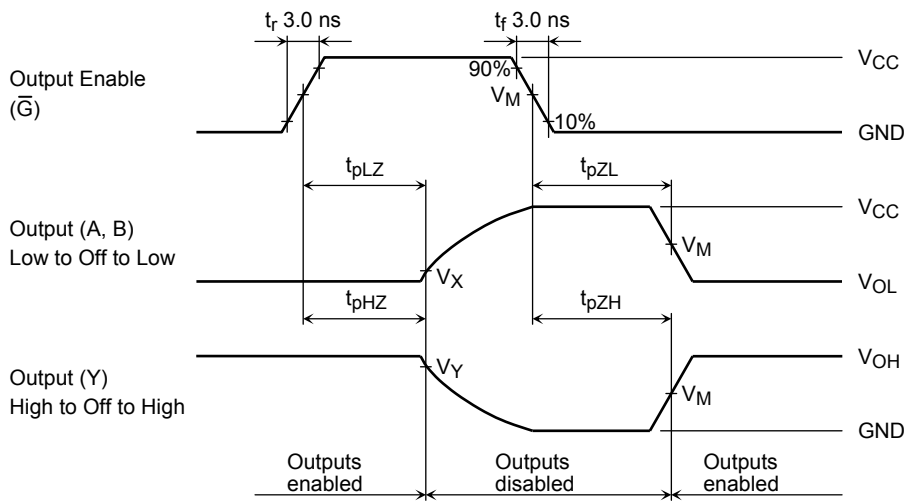 tr 3.0 ns
tf 3.0 ns
Output Enable
(G̅)
90%
VM
10%
VCC
GND
tpLZ
tpZL
Output (A, B)
Low to Off to Low
VX
VM
VCC
VOL
tpHZ
tpZH
Output (Y)
High to Off to High
VY
VM
VOH
GND
Outputs
enabled
Outputs
disabled
Outputs
enabled